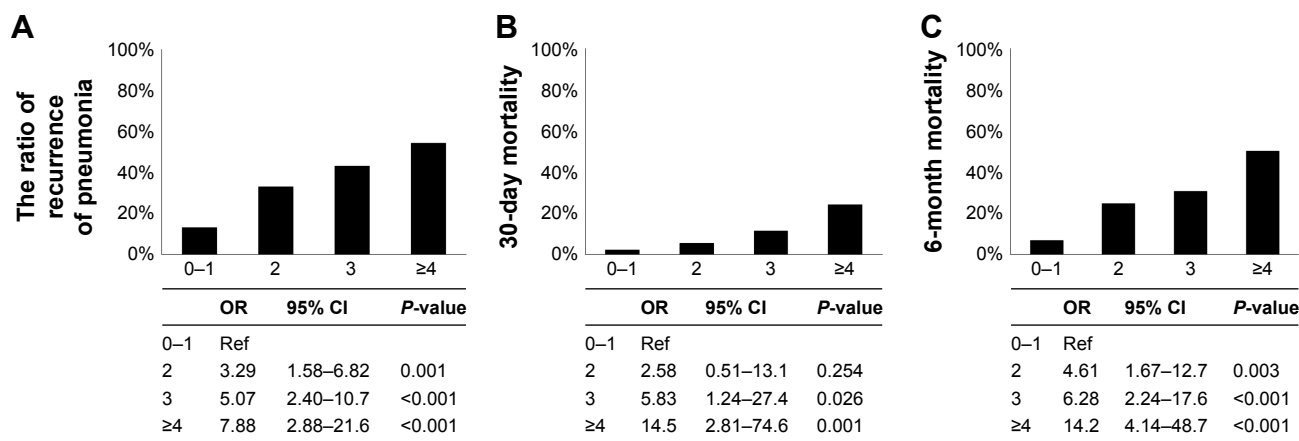 A
The ratio of
recurrence
of pneumonia
100%
80%
60%
40%
20%
0%
0–1 2 3 ≥4
OR 95% CI P-value
0–1 Ref
2 3.29 1.58–6.82 0.001
3 5.07 2.40–10.7 <0.001
≥4 7.88 2.88–21.6 <0.001
B
30-day mortality
100%
80%
60%
40%
20%
0%
0–1 2 3 ≥4
OR 95% CI P-value
0–1 Ref
2 2.58 0.51–13.1 0.254
3 5.83 1.24–27.4 0.026
≥4 14.5 2.81–74.6 0.001
C
6-month mortality
100%
80%
60%
40%
20%
0%
0–1 2 3 ≥4
OR 95% CI P-value
0–1 Ref
2 4.61 1.67–12.7 0.003
3 6.28 2.24–17.6 <0.001
≥4 14.2 4.14–48.7 <0.001